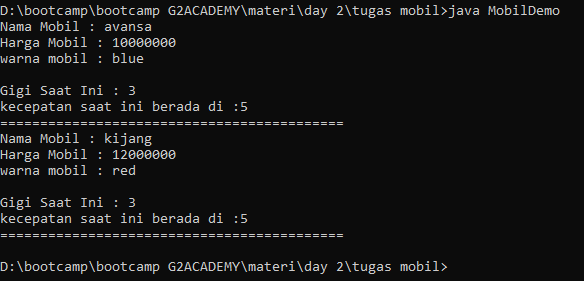 D:\bootcamp\bootcamp G2ACADEMY\materi\day 2\tugas mobil>java MobilDemo
Nama Mobil : avansa
Harga Mobil : 10000000
warna mobil : blue
Gigi Saat Ini : 3
kecepatan saat ini berada di :5
===========================================
Nama Mobil : kijang
Harga Mobil : 12000000
warna mobil : red
Gigi Saat Ini : 3
kecepatan saat ini berada di :5
===========================================
D:\bootcamp\bootcamp G2ACADEMY\materi\day 2\tugas mobil>